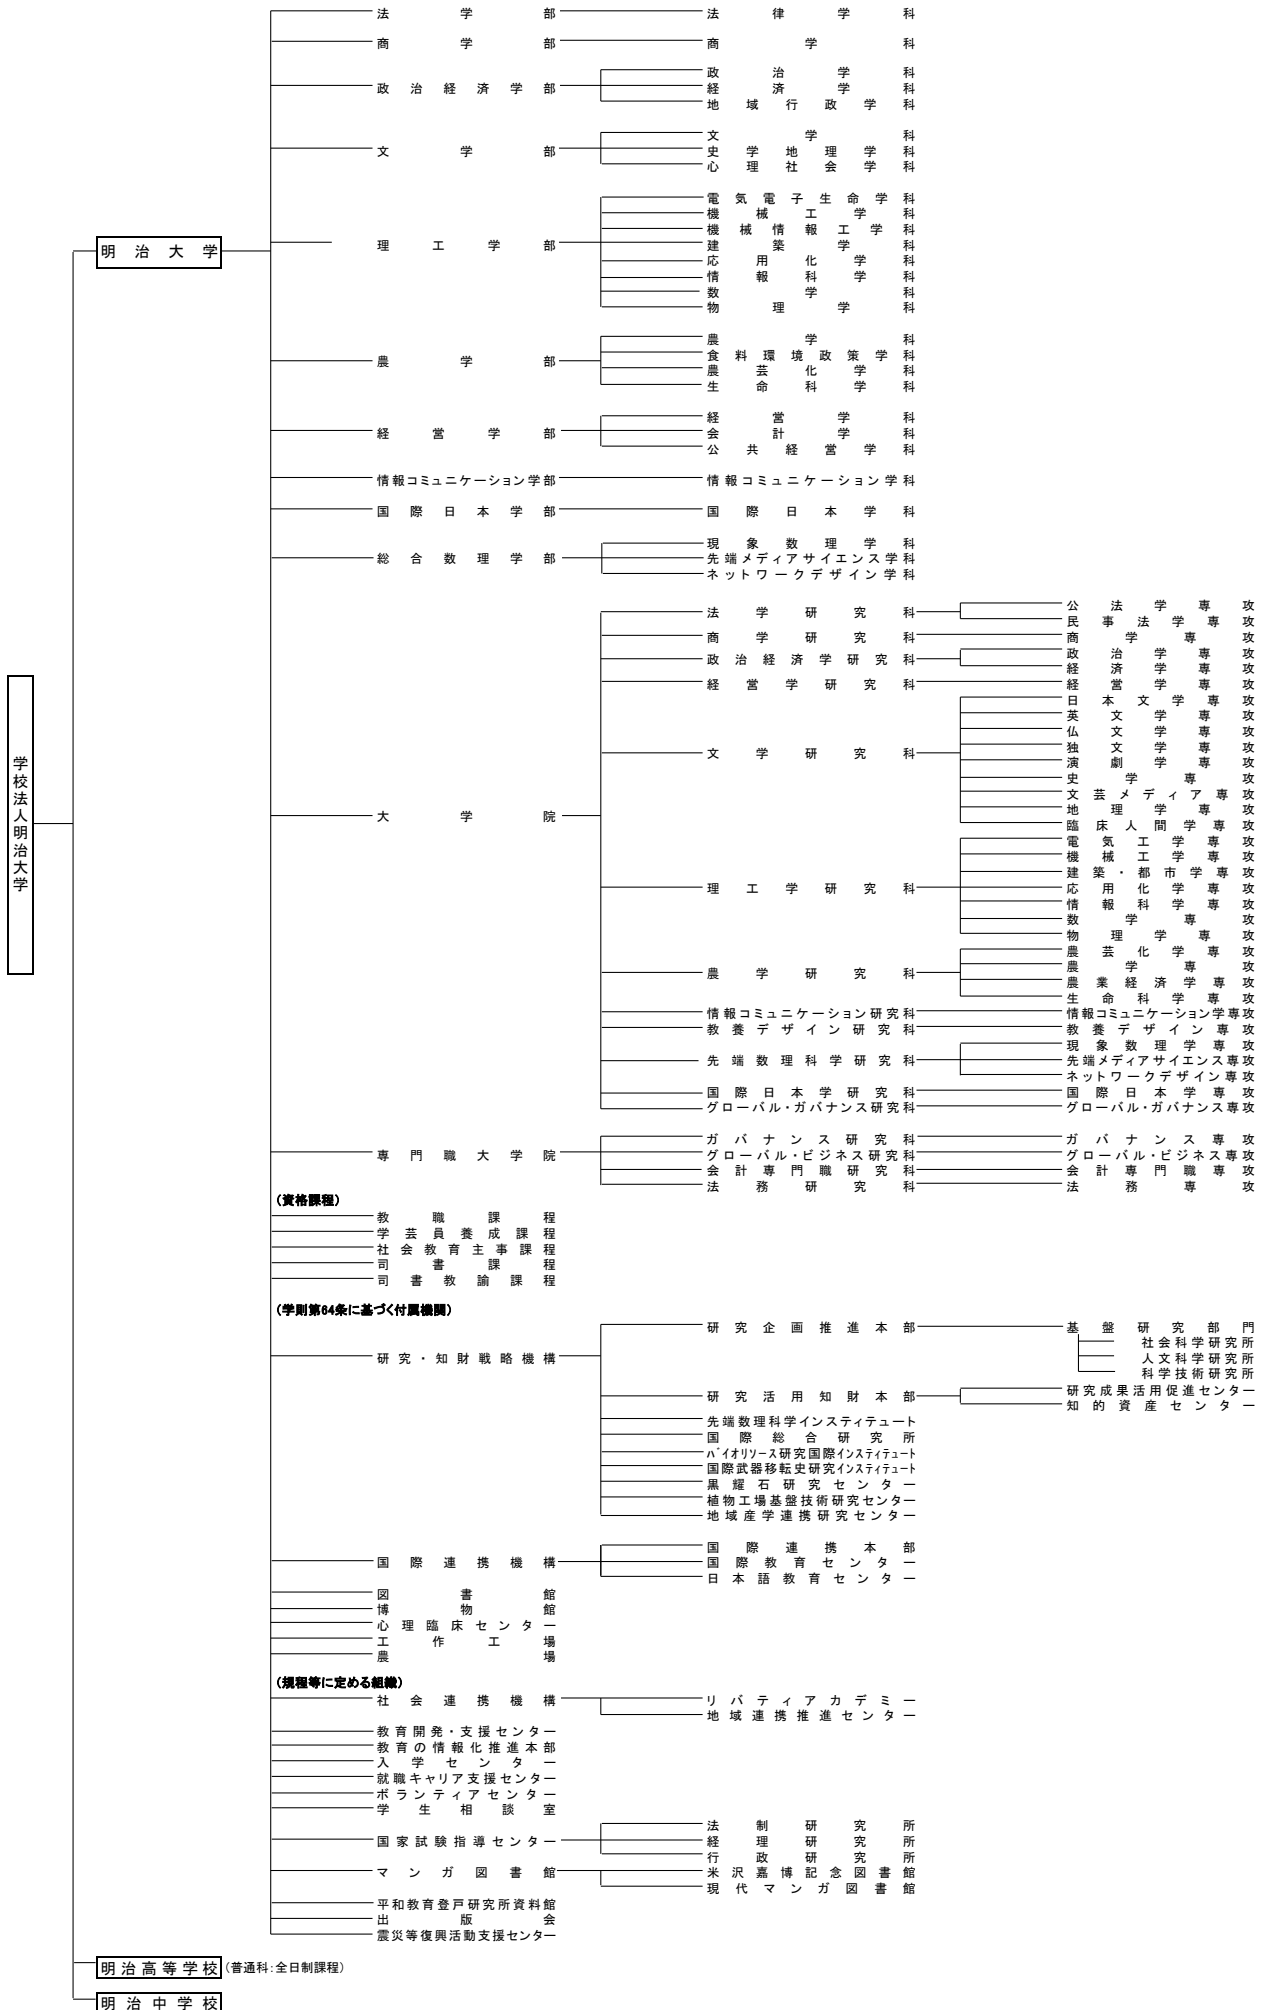 学校法人明治大学
明治大学
法学部 法律学科
商学部 商学科
政治経済学部 政治学科
経済学科
地域行政学科
文学部 文学科
史学地理学科
心理社会学科
理工学部 電気電子生命学科
機械工学科
機械情報工学科
建築学科
応用化学科
情報科学科
数学科
物理学科
農学部 農学科
食料環境政策学科
農芸化学科
生命科学科
経営学部 経営学科
会計学科
公共経営学科
情報コミュニケーション学部 情報コミュニケーション学科
国際日本学部 国際日本学科
総合数理学部 現象数理学科
先端メディアサイエンス学科
ネットワークデザイン学科
大学院 法学研究科 公法学専攻
民事法学専攻
商学研究科 商学専攻
政治経済学研究科 政治学専攻
経済学専攻
経営学研究科 経営学専攻
文学研究科 日本文学専攻
英文学専攻
仏文学専攻
独文学専攻
演劇学専攻
史学専攻
文芸メディア専攻
地理学専攻
臨床人間学専攻
理工学研究科 電気工学専攻
機械工学専攻
建築・都市学専攻
応用化学専攻
情報科学専攻
数学専攻
物理学専攻
農学研究科 農芸化学専攻
農学専攻
農業経済学専攻
生命科学専攻
情報コミュニケーション研究科 情報コミュニケーション学専攻
教養デザイン研究科 教養デザイン専攻
先端数理科学研究科 現象数理学専攻
先端メディアサイエンス専攻
ネットワークデザイン専攻
国際日本学研究科 国際日本学専攻
グローバル・ガバナンス研究科 グローバル・ガバナンス専攻
専門職大学院 ガバナンス研究科 ガバナンス専攻
グローバル・ビジネス研究科 グローバル・ビジネス専攻
会計専門職研究科 会計専門職専攻
法務研究科 法務専攻
(資格課程)
教職課程
学芸員養成課程
社会教育主事課程
司書課程
司書教諭課程
(学則第64条に基づく付属機関)
研究・知財戦略機構 研究企画推進本部 基盤研究部門
社会科学研究所
人文科学研究所
科学技術研究所
研究活用知財本部 研究成果活用促進センター
知的資産センター
先端数理科学インスティテュート
国際総合研究所
バイオリソース研究国際インスティテュート
国際武器移転史研究インスティテュート
黒耀石研究センター
植物工場基盤技術研究センター
地域産学連携研究センター
国際連携機構 国際連携本部
国際教育センター
日本語教育センター
図書館
博物館
心理臨床センター
工作工場
農場
(規程等に定める組織)
社会連携機構 リバティアカデミー
地域連携推進センター
教育開発・支援センター
教育の情報化推進本部
入学センター
就職キャリア支援センター
ボランティアセンター
学生相談室
国家試験指導センター 法制研究所
経理研究所
行政研究所
マンガ図書館 米沢嘉博記念図書館
現代マンガ図書館
平和教育登戸研究所資料館
出版会
震災等復興活動支援センター
明治高等学校 (普通科:全日制課程)
明治中学校